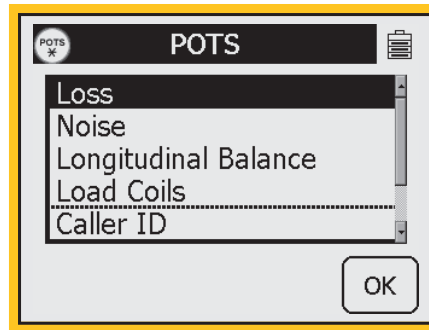 POTS
POTS
Loss
Noise
Longitudinal Balance
Load Coils
Caller ID
OK